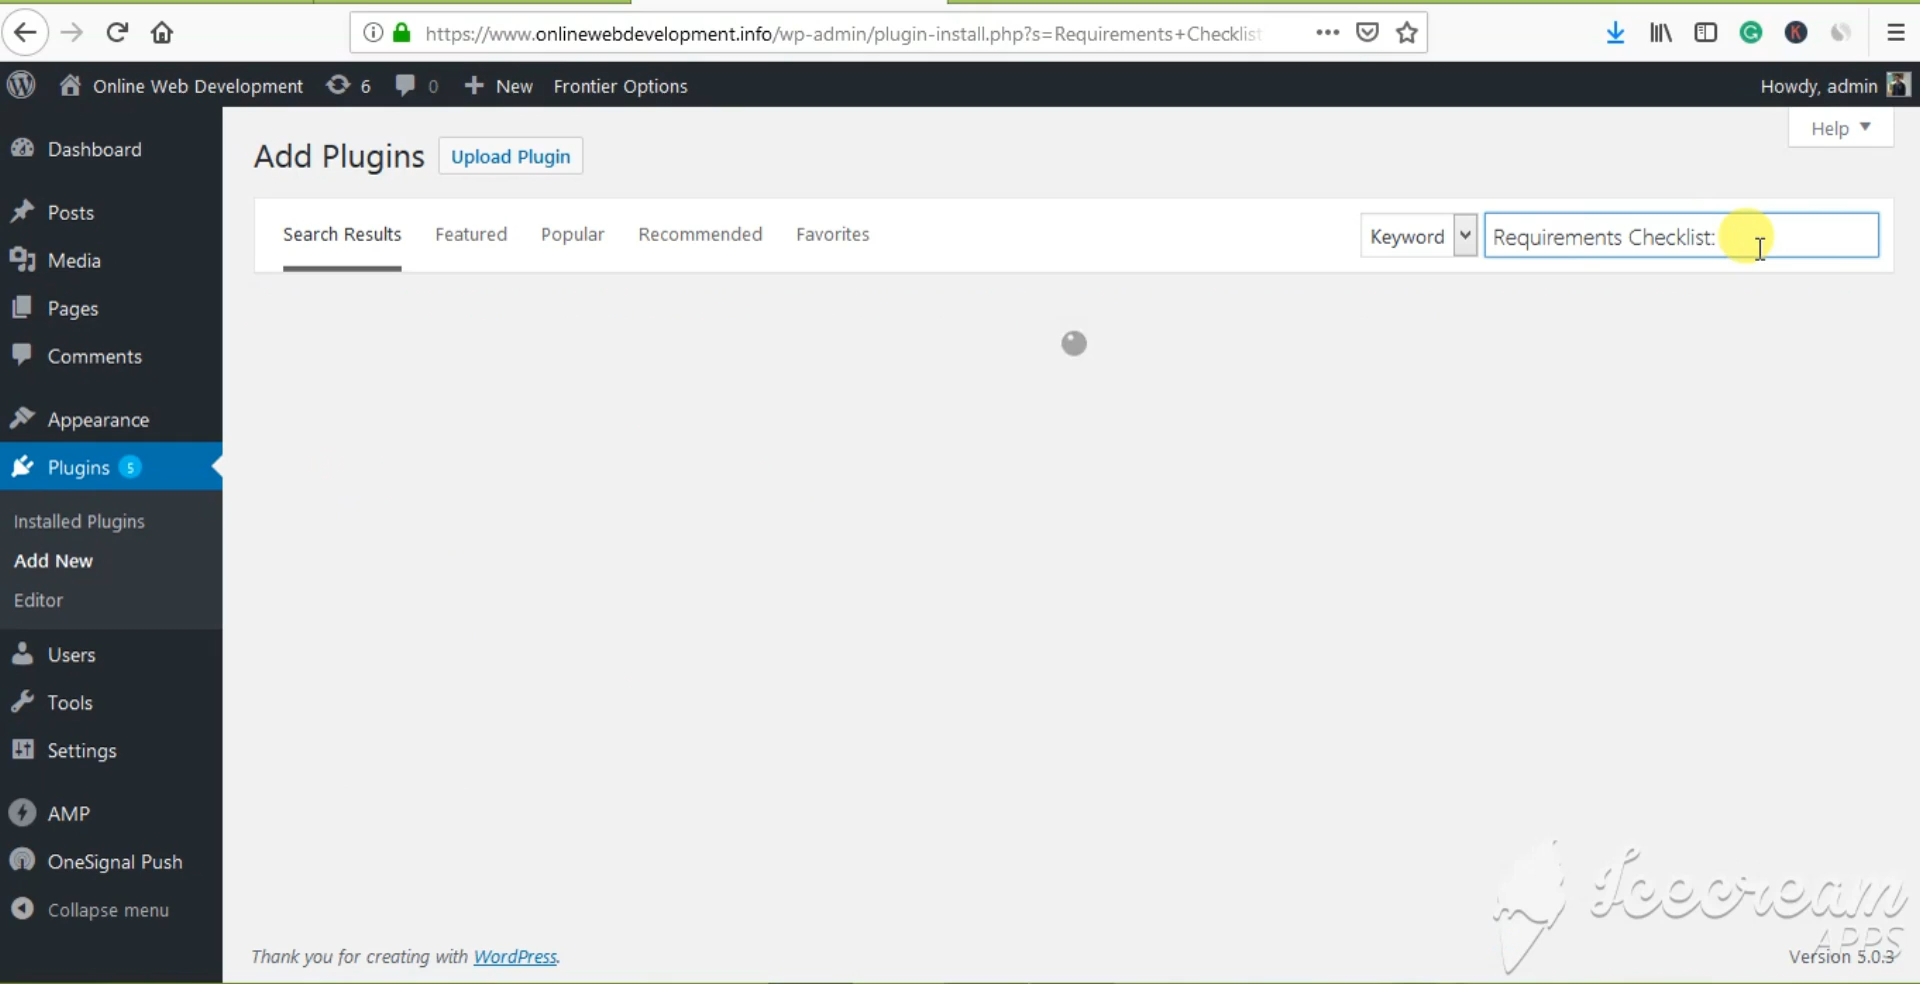 https://www.onlinewebdevelopment.info/wp-admin/plugin-install.php?s=Requirements+Checklist
Online Web Development 6 0 + New Frontier Options Howdy, admin
Help
Add Plugins Upload Plugin
Search Results Featured Popular Recommended Favorites Keyword Requirements Checklist:
Dashboard
Posts
Media
Pages
Comments
Appearance
Plugins 5
Installed Plugins
Add New
Editor
Users
Tools
Settings
AMP
OneSignal Push
Collapse menu
Icecream
APPS
Thank you for creating with WordPress. Version 5.0.3